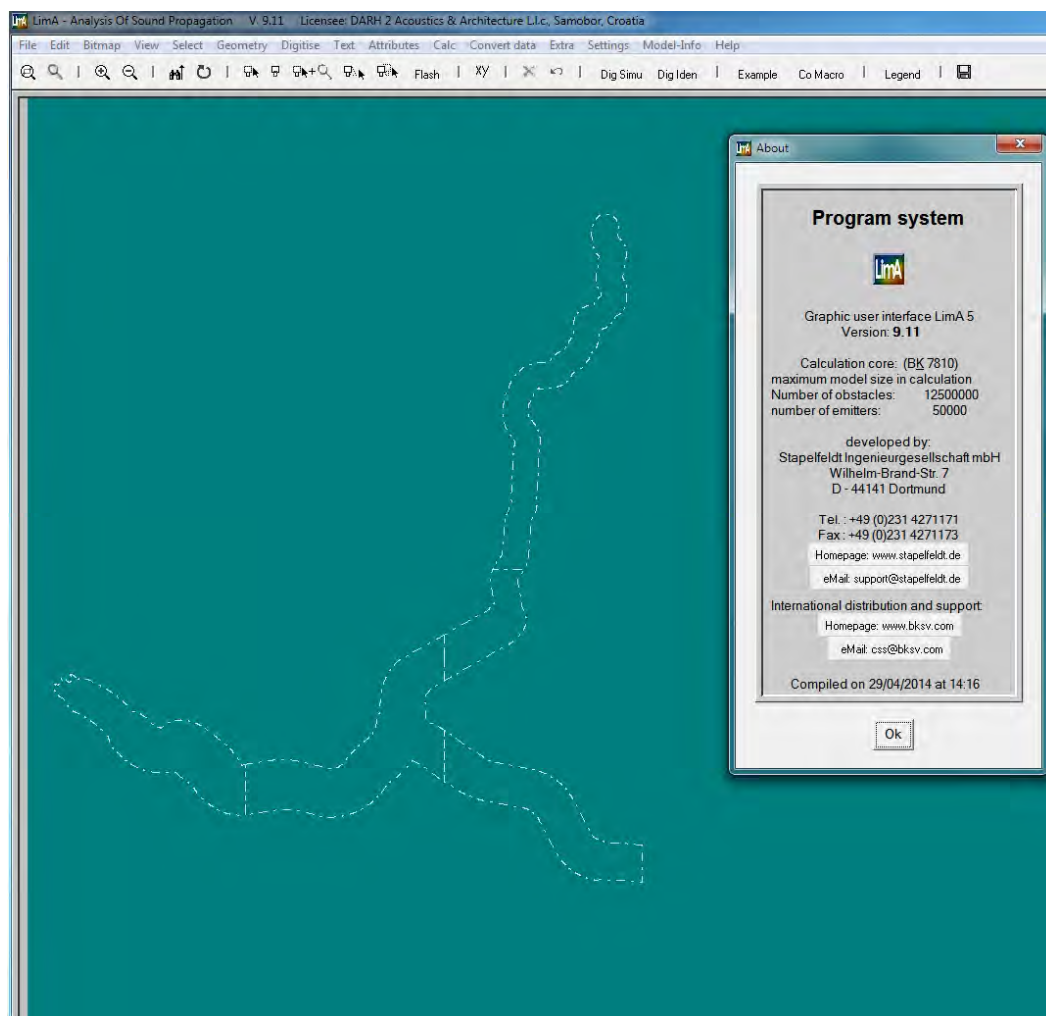 LimA - Analysis Of Sound Propagation V. 9.11 Licensee: DARH 2 Acoustics & Architecture L.l.c., Samobor, Croatia
File Edit Bitmap View Select Geometry Digitise Text Attributes Calc Convert data Extra Settings Model-Info Help
Flash XY Dig Simu Dig Iden Example Co Macro Legend
About
Program system
LimA
Graphic user interface LimA 5
Version: 9.11
Calculation core: (BK 7810)
maximum model size in calculation
Number of obstacles: 12500000
number of emitters: 50000
developed by:
Stapelfeldt Ingenieurgesellschaft mbH
Wilhelm-Brand-Str. 7
D - 44141 Dortmund
Tel. : +49 (0)231 4271171
Fax : +49 (0)231 4271173
Homepage: www.stapelfeldt.de
eMail: support@stapelfeldt.de
International distribution and support:
Homepage: www.bksv.com
eMail: css@bksv.com
Compiled on 29/04/2014 at 14:16
Ok